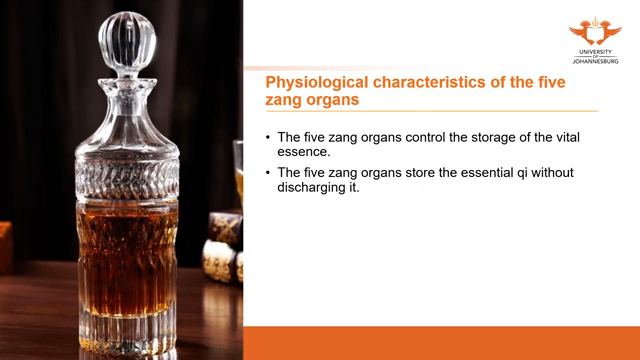 UNIVERSITY
OF
JOHANNESBURG
Physiological characteristics of the five
zang organs
• The five zang organs control the storage of the vital
essence.
• The five zang organs store the essential qi without
discharging it.